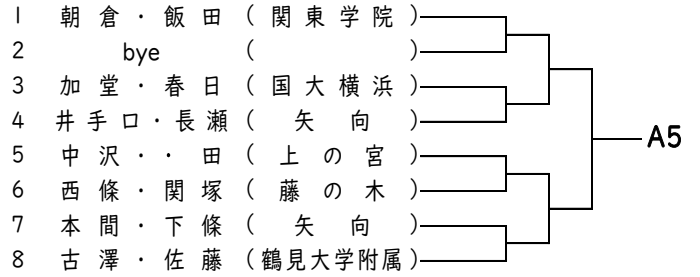 1 朝倉・飯田 (関東学院)
2 bye ( )
3 加堂・春日 (国大横浜)
4 井手口・長瀬 (矢向)
5 中沢・・田 (上の宮)
6 西條・関塚 (藤の木)
7 本間・下條 (矢向)
8 古澤・佐藤 (鶴見大学附属)
A5